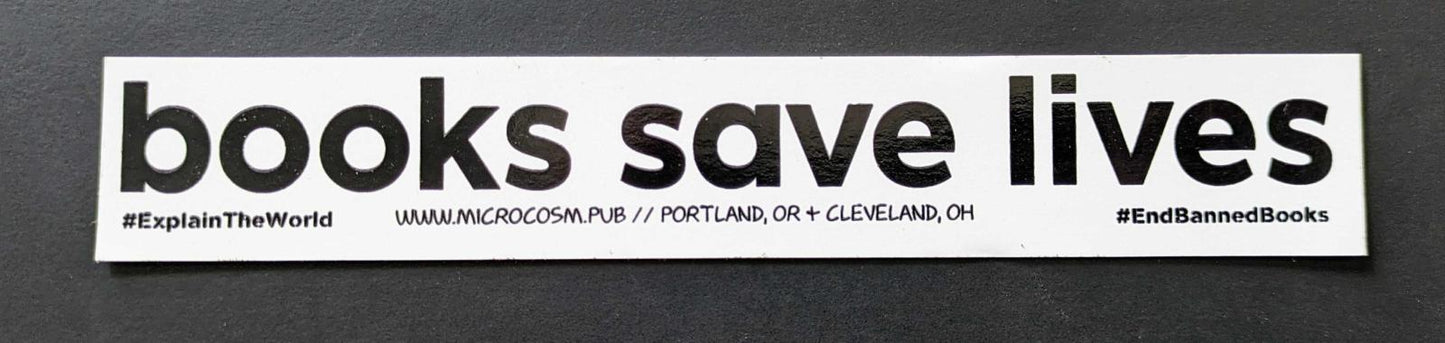 books save lives
#ExplainTheWorld WWW.MICROCOSM.PUB // PORTLAND, OR + CLEVELAND, OH #EndBannedBooks